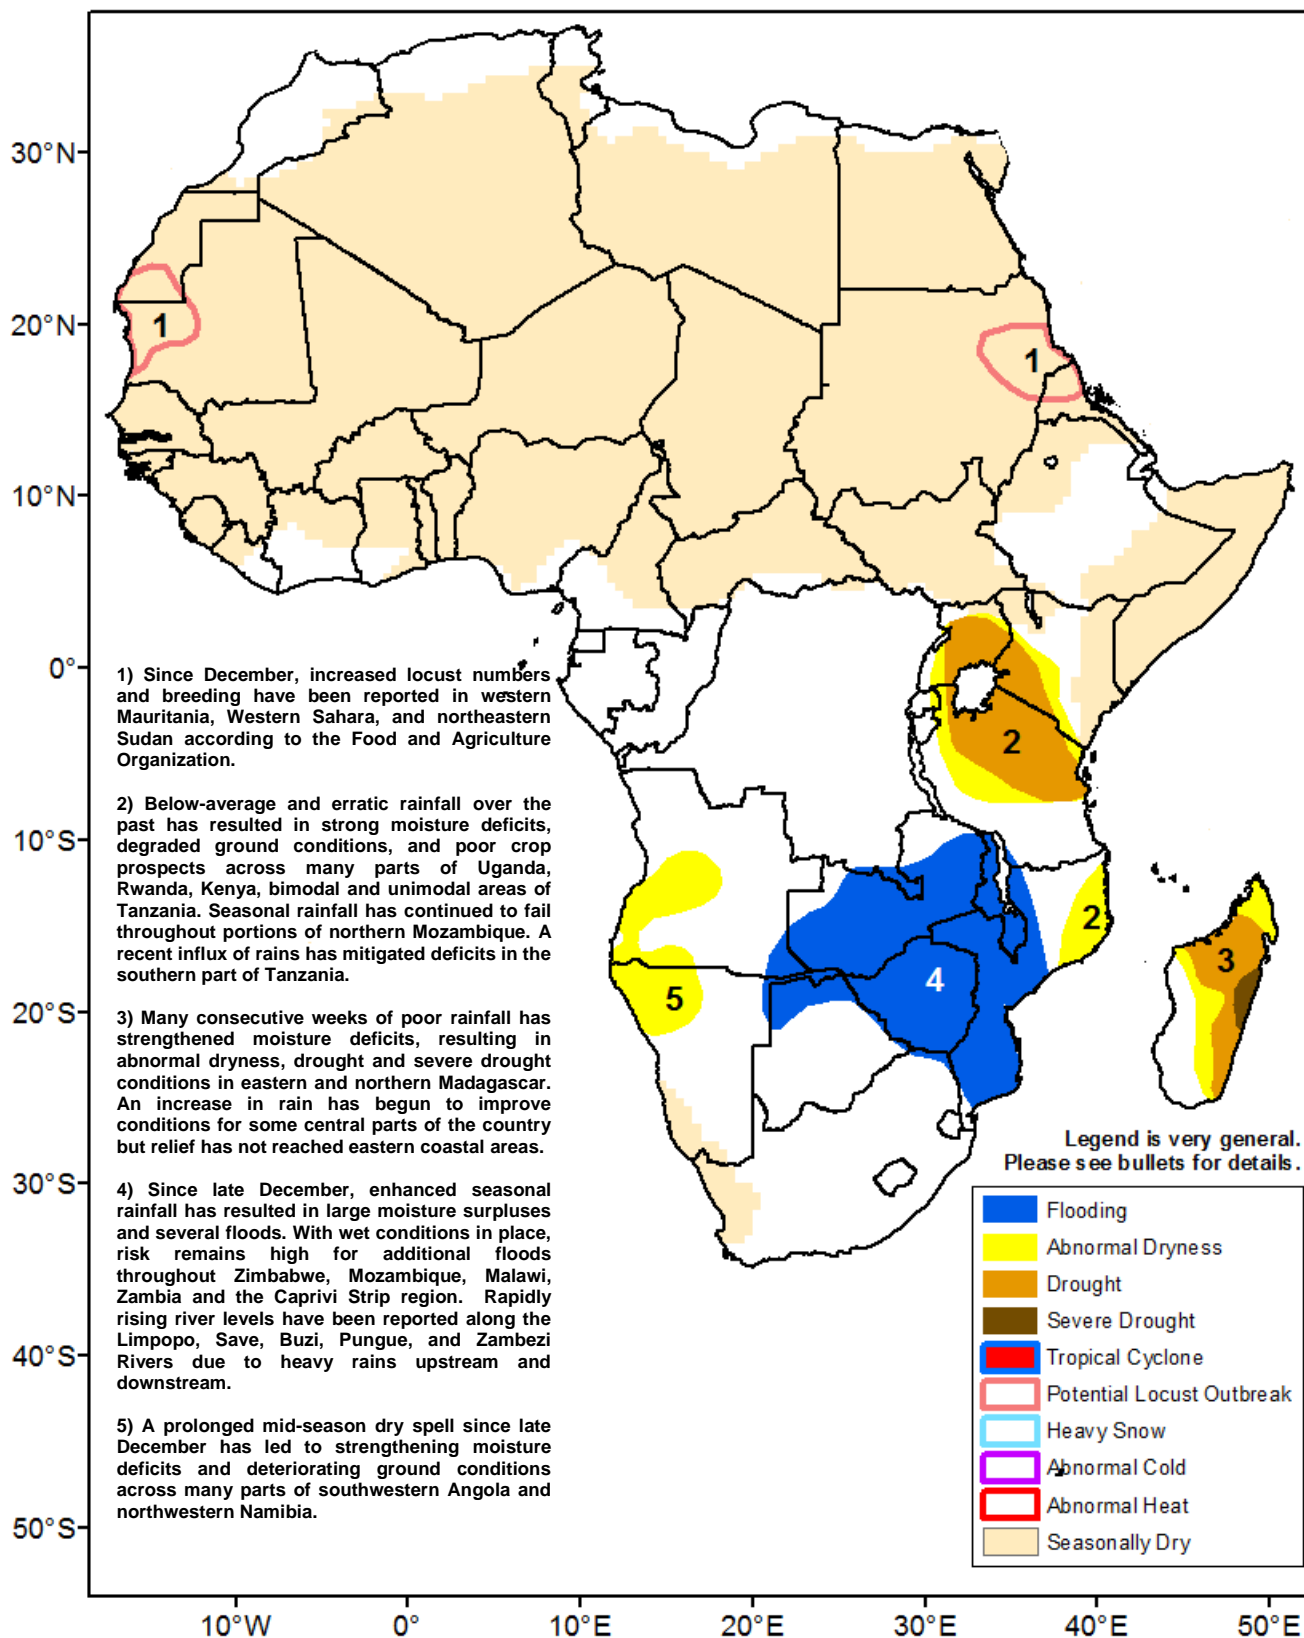 30°N
20°N
10°N
0°
10°S
20°S
30°S
40°S
50°S
1
1
2
2
3
4
5
1) Since December, increased locust numbers
and breeding have been reported in western
Mauritania, Western Sahara, and northeastern
Sudan according to the Food and Agriculture
Organization.
2) Below-average and erratic rainfall over the
past has resulted in strong moisture deficits,
degraded ground conditions, and poor crop
prospects across many parts of Uganda,
Rwanda, Kenya, bimodal and unimodal areas of
Tanzania. Seasonal rainfall has continued to fail
throughout portions of northern Mozambique. A
recent influx of rains has mitigated deficits in the
southern part of Tanzania.
3) Many consecutive weeks of poor rainfall has
strengthened moisture deficits, resulting in
abnormal dryness, drought and severe drought
conditions in eastern and northern Madagascar.
An increase in rain has begun to improve
conditions for some central parts of the country
but relief has not reached eastern coastal areas.
4) Since late December, enhanced seasonal
rainfall has resulted in large moisture surpluses
and several floods. With wet conditions in place,
risk remains high for additional floods
throughout Zimbabwe, Mozambique, Malawi,
Zambia and the Caprivi Strip region. Rapidly
rising river levels have been reported along the
Limpopo, Save, Buzi, Pungue, and Zambezi
Rivers due to heavy rains upstream and
downstream.
5) A prolonged mid-season dry spell since late
December has led to strengthening moisture
deficits and deteriorating ground conditions
across many parts of southwestern Angola and
northwestern Namibia.
Legend is very general.
Please see bullets for details.
Flooding
Abnormal Dryness
Drought
Severe Drought
Tropical Cyclone
Potential Locust Outbreak
Heavy Snow
Abnormal Cold
Abnormal Heat
Seasonally Dry
10°W
0°
10°E
20°E
30°E
40°E
50°E